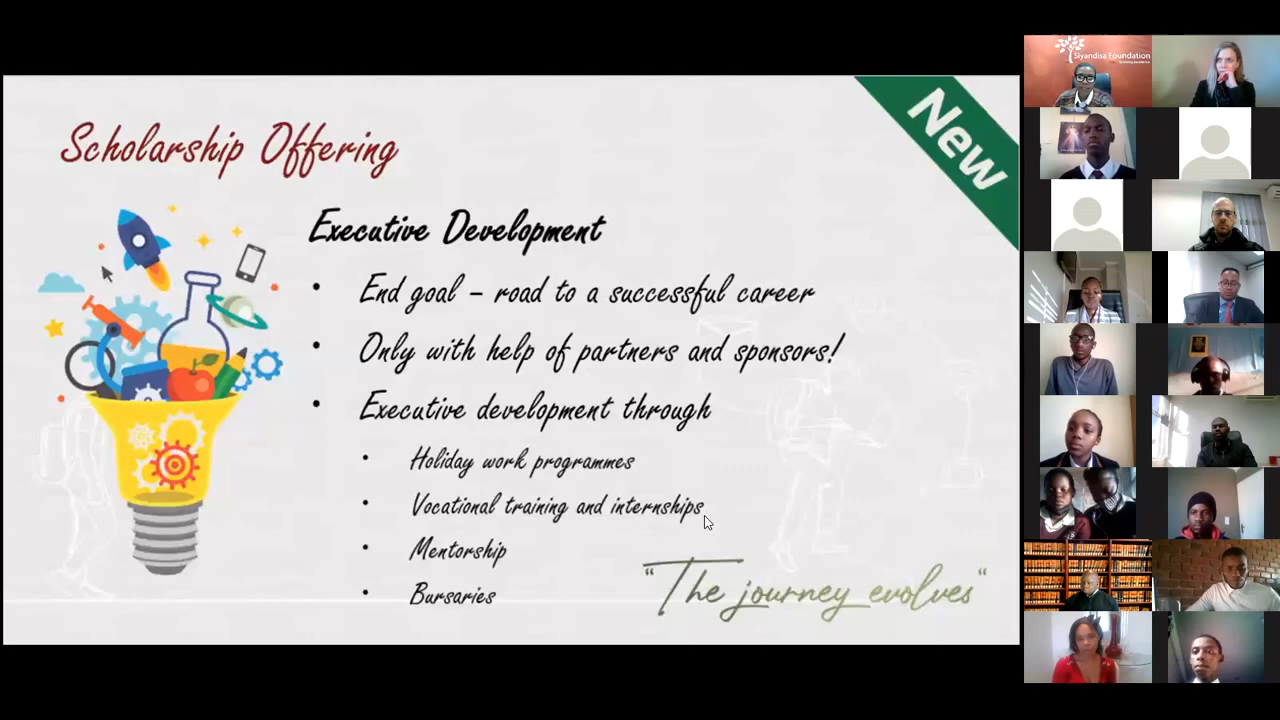 Scholarship Offering
New
Executive Development
• End goal – road to a successful career
• Only with help of partners and sponsors!
• Executive development through
• Holiday work programmes
• Vocational training and internships
• Mentorship
• Bursaries
“The journey evolves“
Siyandisa Foundation